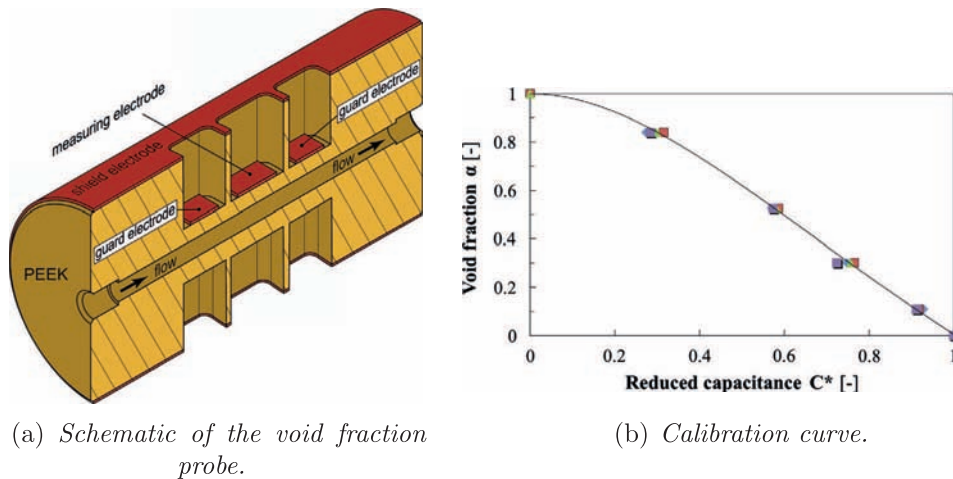 measuring electrode
guard electrode
shield electrode
flow
guard electrode
PEEK
flow
(a) Schematic of the void fraction
probe.
1
0.8
0.6
0.4
0.2
0
Void fraction α [-]
0 0.2 0.4 0.6 0.8 1
Reduced capacitance C* [-]
(b) Calibration curve.